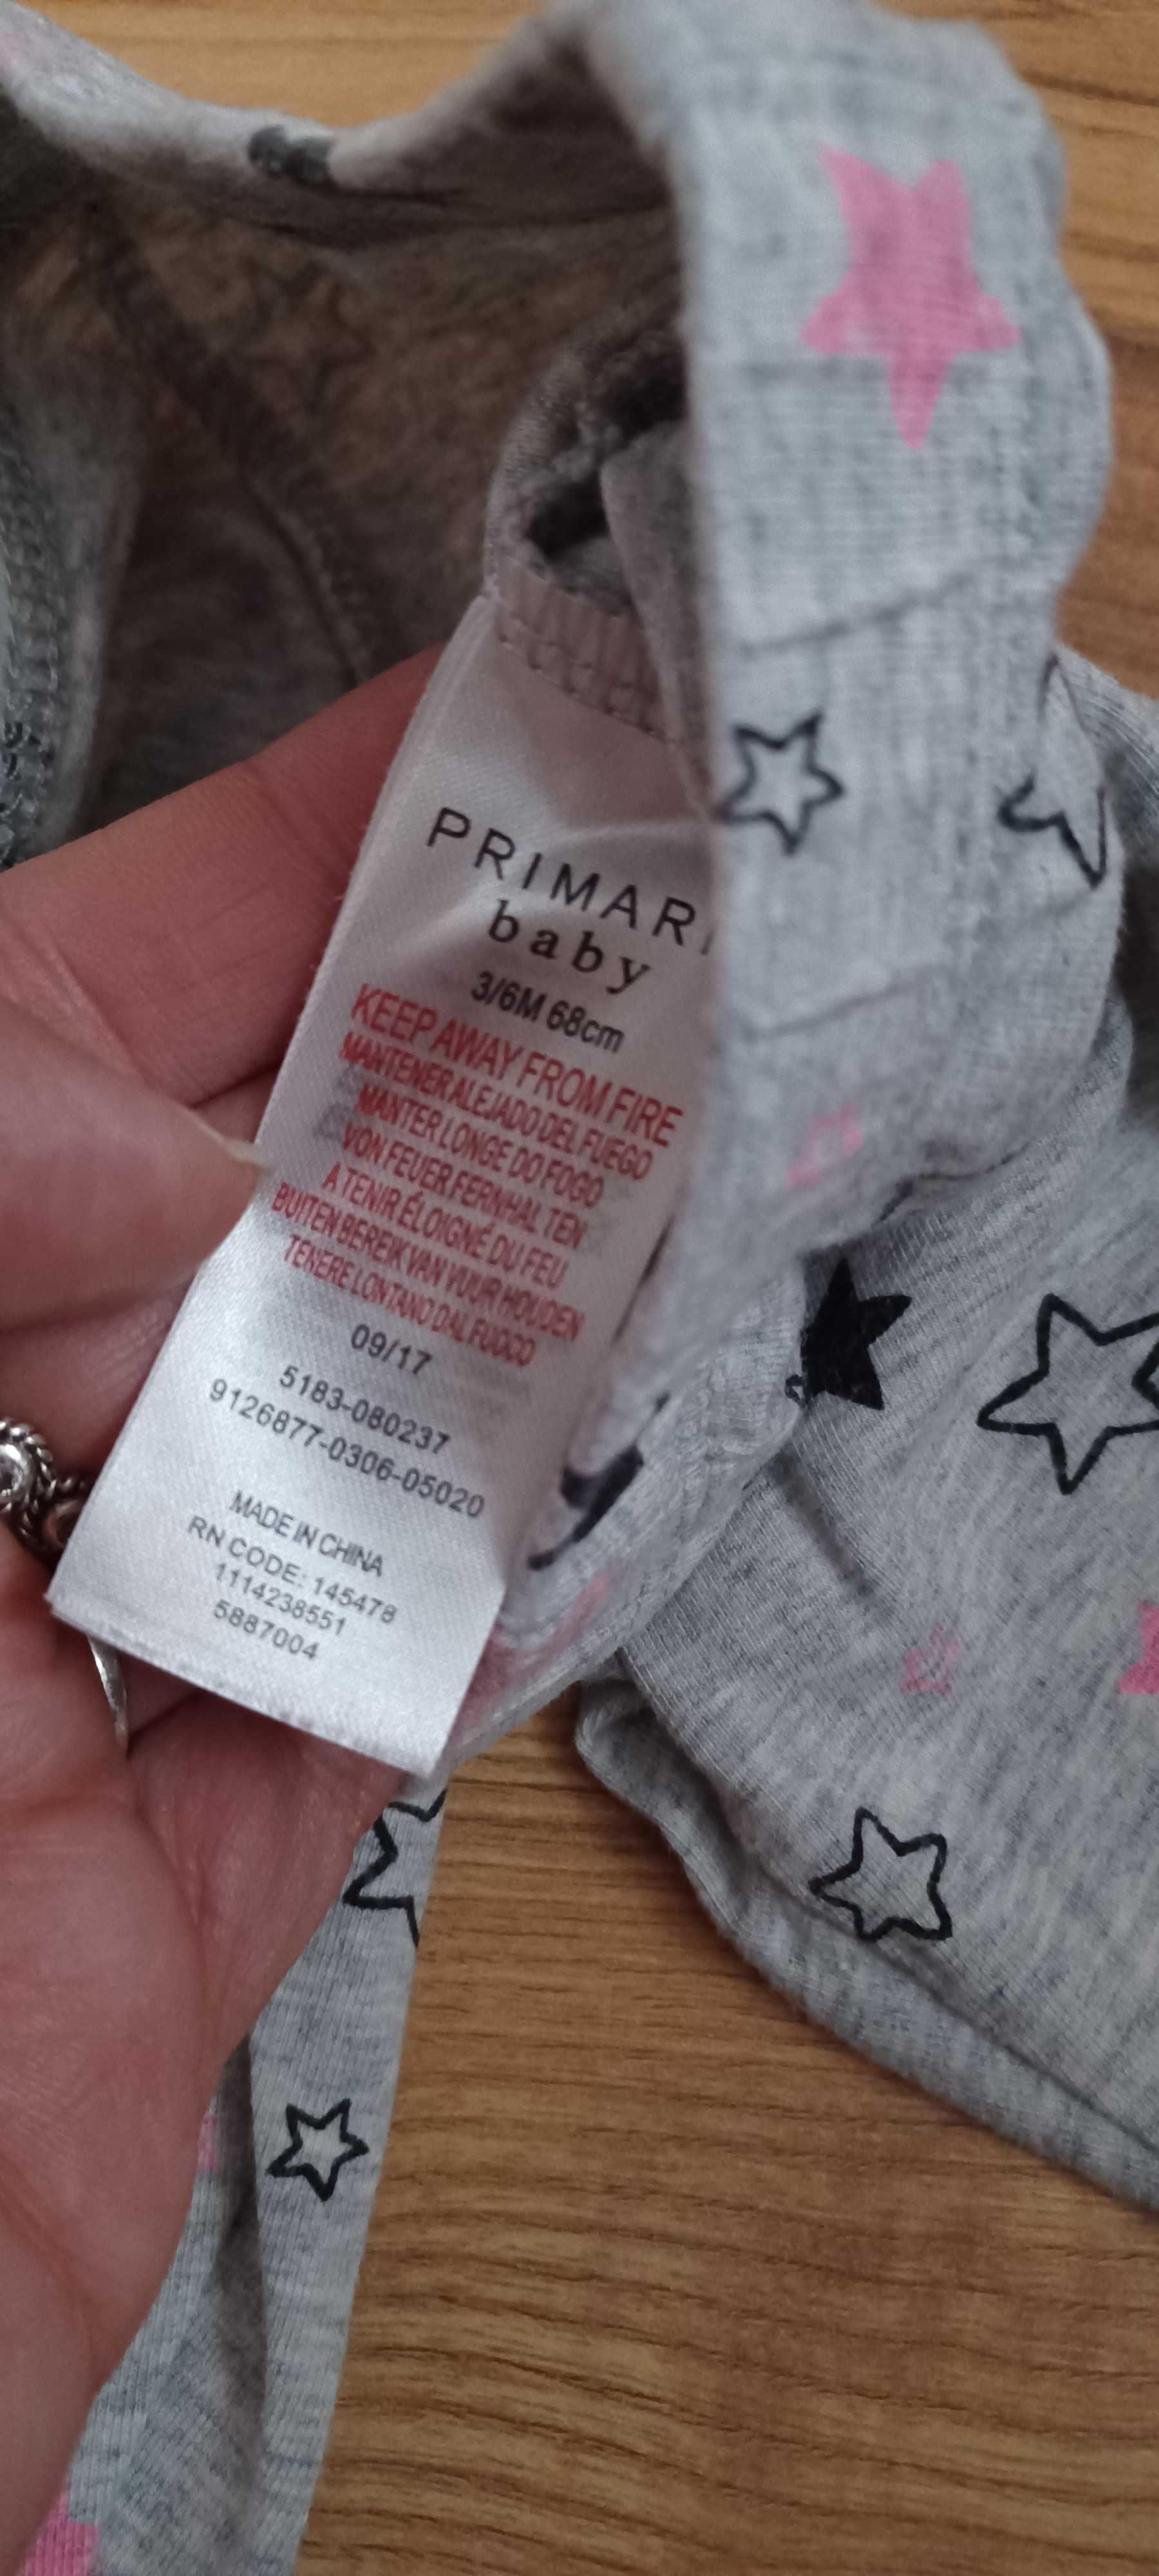 PRIMAR
baby
3/6M 68cm
KEEP AWAY FROM FIRE
MANTENER ALEJADO DEL FUEGO
MANTER LONGE DO FOGO
VON FEUER FERNHALTEN
À TENIR ÉLOIGNÉ DU FEU
BUITEN BEREIK VAN VUUR HOUDEN
TENERE LONTANO DAL FUOCO
09/17
5183-080237
9126877-0306-05020
MADE IN CHINA
RN CODE: 145478
1114238551
5887004